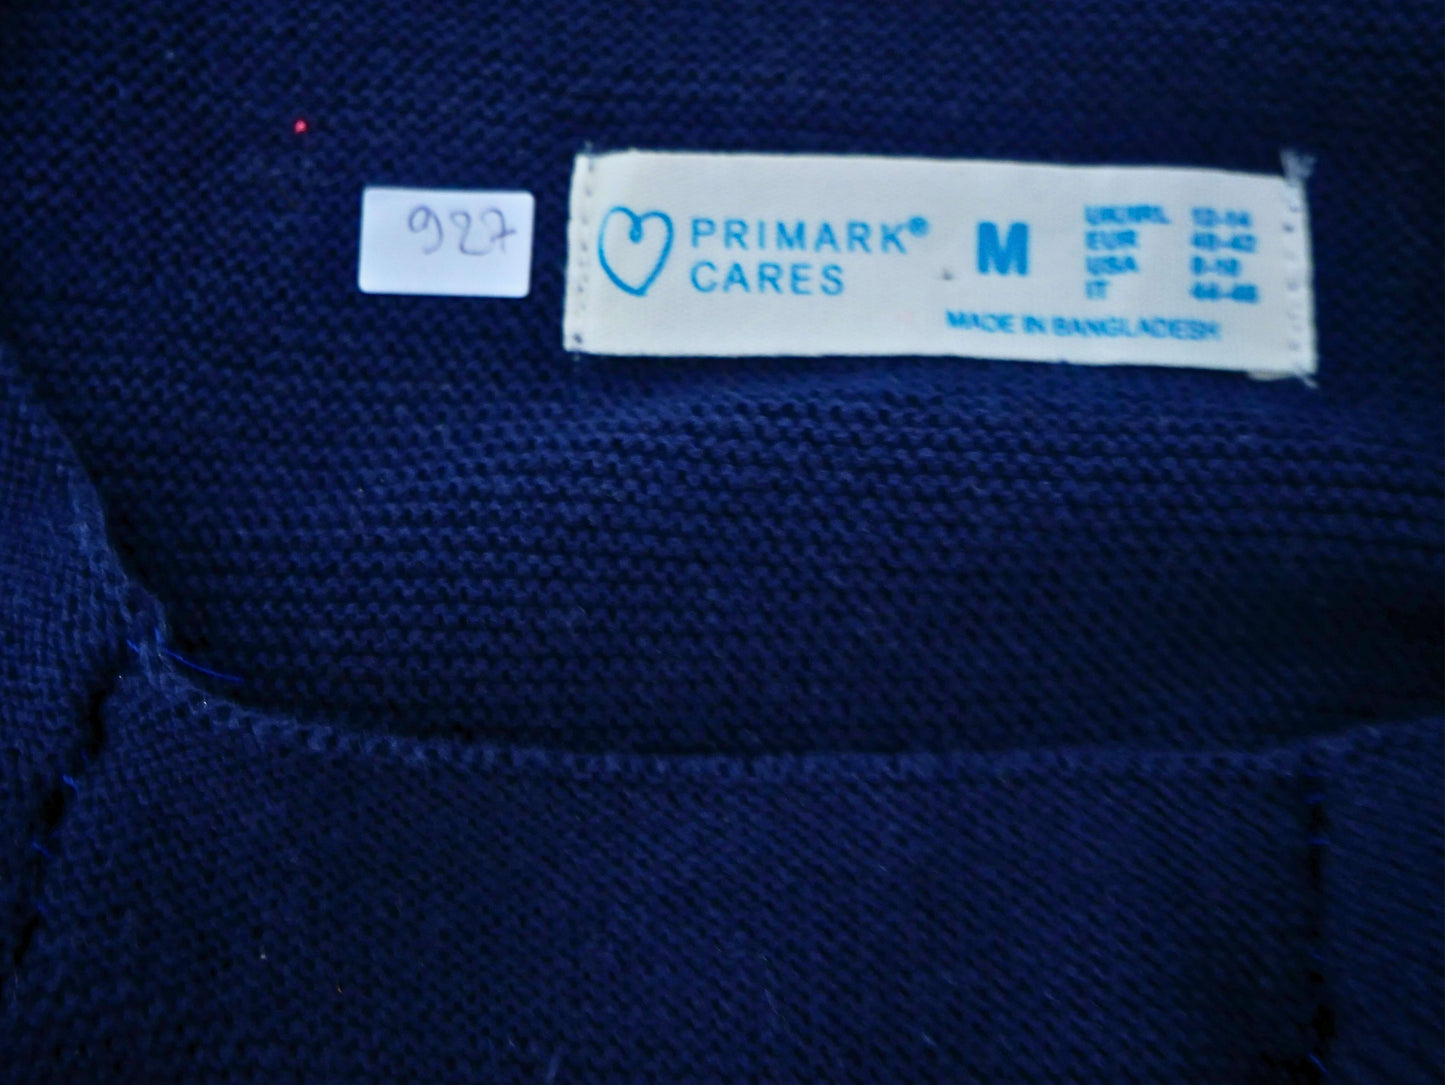 927
PRIMARK®
CARES
M
UK/IRL 12-14
EUR 40-42
USA 8-10
IT 44-46
MADE IN BANGLADESH